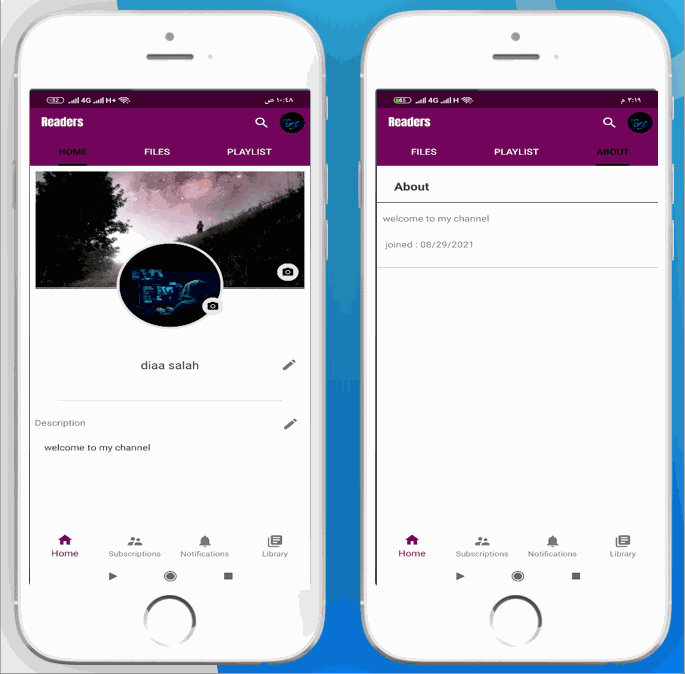 52 4G H+ ١٠:٤٨ ص
Readers
HOME FILES PLAYLIST
diaa salah
Description
welcome to my channel
Home Subscriptions Notifications Library
4G H ٣:١٩ م
Readers
FILES PLAYLIST ABOUT
About
welcome to my channel
joined : 08/29/2021
Home Subscriptions Notifications Library